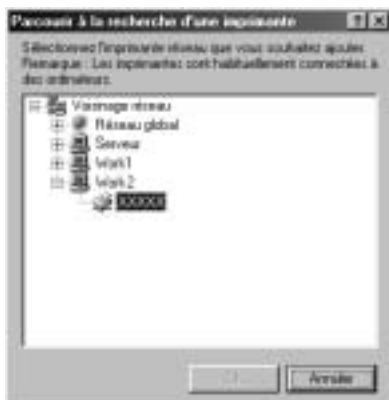 Parcourir à la recherche d'une imprimante
Sélectionnez l'imprimante réseau que vous souhaitez ajouter.
Remarque : Les imprimantes sont habituellement connectées à
des ordinateurs.
Voisinage réseau
Réseau global
Serveur
Work1
Work2
XXXXX
Annuler